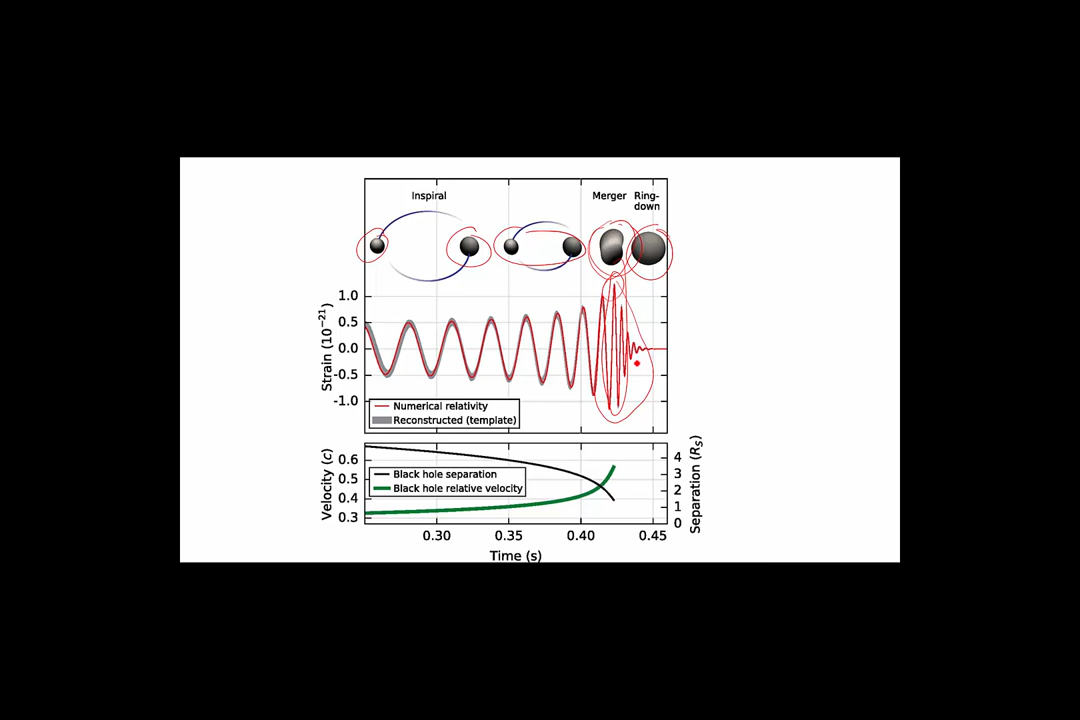 Inspiral
Merger
Ring-
down
Strain (10⁻²¹)
1.0
0.5
0.0
-0.5
-1.0
Numerical relativity
Reconstructed (template)
Velocity (c)
0.6
0.5
0.4
0.3
Black hole separation
Black hole relative velocity
4
3
2
1
0
Separation (R_S)
0.30 0.35 0.40 0.45
Time (s)